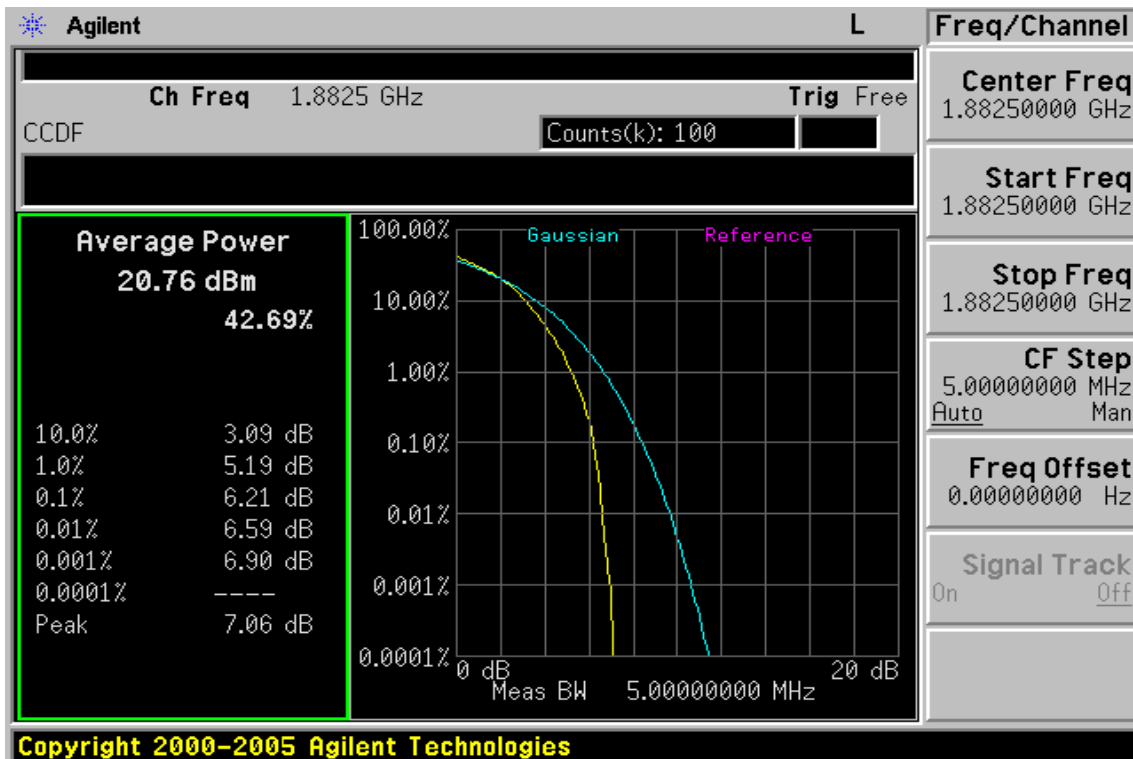 Agilent L Freq/Channel
Ch Freq 1.8825 GHz Trig Free
CCDF Counts(k): 100
Average Power
20.76 dBm
42.69%
10.0% 3.09 dB
1.0% 5.19 dB
0.1% 6.21 dB
0.01% 6.59 dB
0.001% 6.90 dB
0.0001% ----
Peak 7.06 dB
Gaussian Reference
100.00%
10.00%
1.00%
0.10%
0.01%
0.001%
0.0001%
0 dB 20 dB
Meas BW 5.00000000 MHz
Center Freq
1.88250000 GHz
Start Freq
1.88250000 GHz
Stop Freq
1.88250000 GHz
CF Step
5.00000000 MHz
Auto Man
Freq Offset
0.00000000 Hz
Signal Track
On Off
Copyright 2000-2005 Agilent Technologies